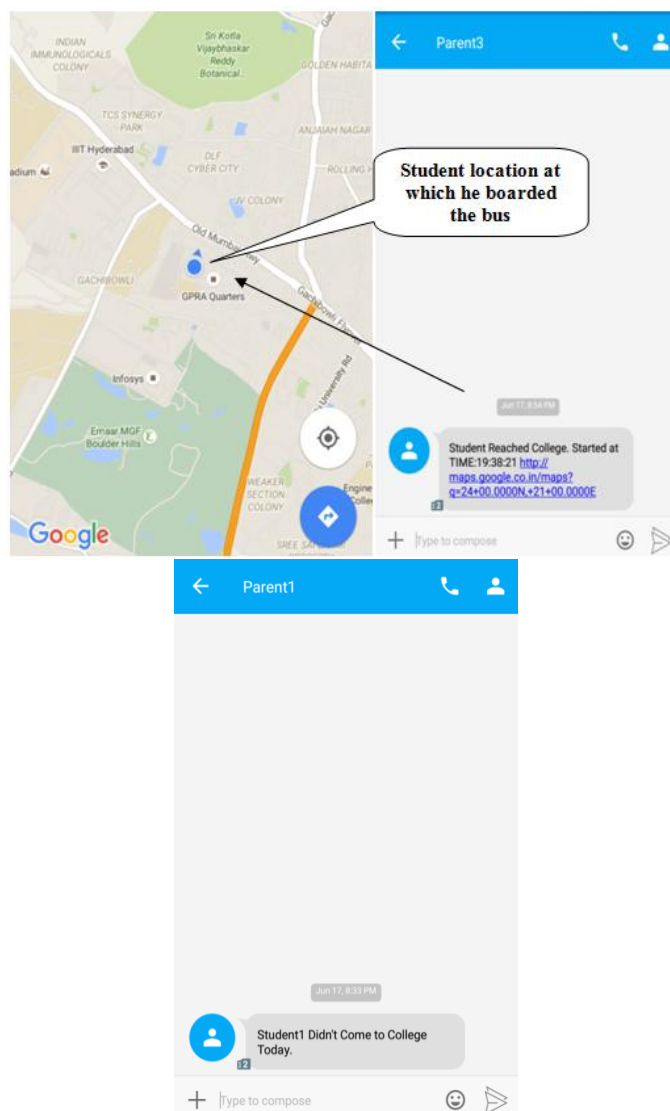 INDIAN
IMMUNOLOGICALS
COLONY
Sri Kotla
Vijaybhaskar
Reddy
Botanical..
GOLDEN HABITA
TCS SYNERGY
PARK
ANJAIAH NAGAR
IIIT Hyderabad
DLF
CYBER CITY
ROLLING H
adium
JV COLONY
Old Mumbai Hwy
GACHIBOWLI
GPRA Quarters
Gachibowli Flyover
Infosys
University Rd
Emaar MGF
Boulder Hills
WEAKER
SECTION
COLONY
Engine
Colle
Google
Parent3
Student location at
which he boarded
the bus
Jun 17, 8:54 PM
Student Reached College. Started at
TIME:19:38:21 http://
maps.google.co.in/maps?
q=24+00.0000N,+21+00.0000E
2
Type to compose
Parent1
Jun 17, 8:33 PM
Student1 Didn't Come to College
Today.
2
Type to compose